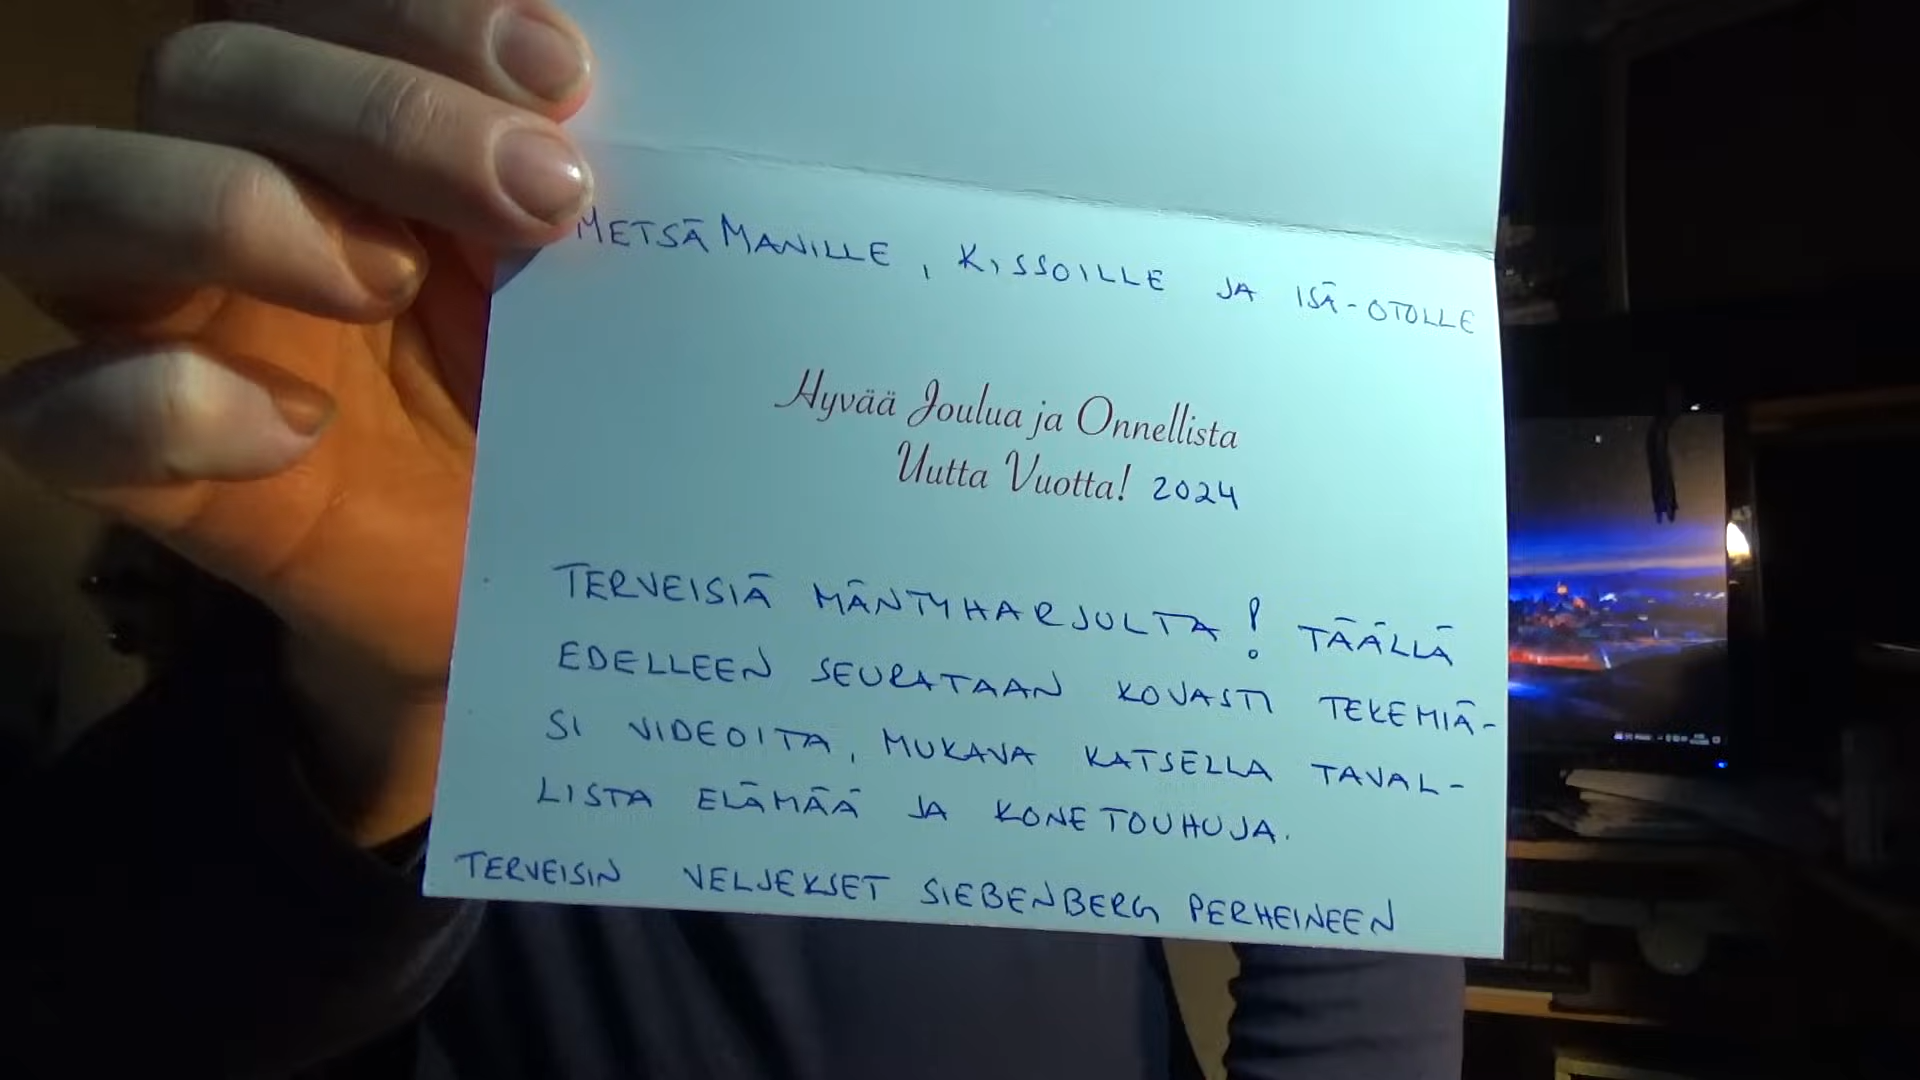 METSÄMANILLE, KISSOILLE JA ISÄ-OTOLLE
Hyvää Joulua ja Onnellista
Uutta Vuotta! 2024
TERVEISIÄ MÄNTYHARJULTA! TÄÄLLÄ
EDELLEEN SEURATAAN KOVASTI TEKEMIÄ-
SI VIDEOITA, MUKAVA KATSELLA TAVAL-
LISTA ELÄMÄÄ JA KONETOUHUJA.
TERVEISIN VELJEKSET SIEBENBERG PERHEINEEN